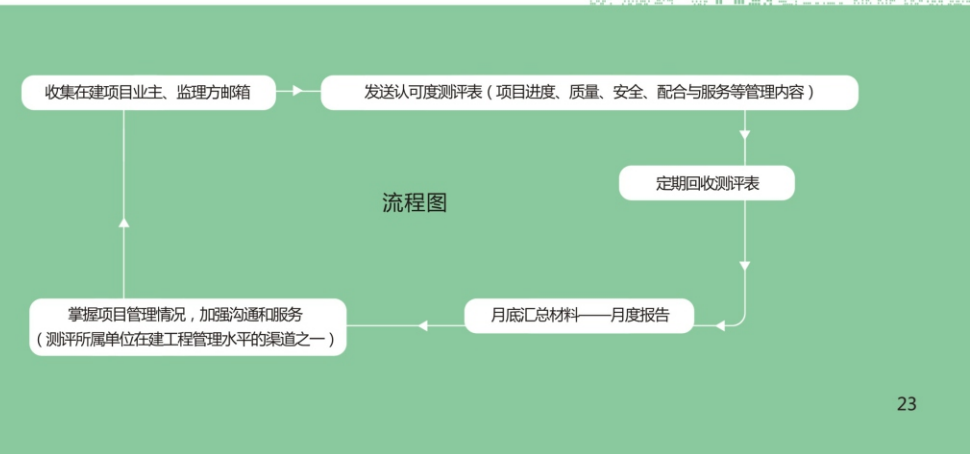 收集在建项目业主、监理方邮箱
发送认可度测评表（项目进度、质量、安全、配合与服务等管理内容）
定期回收测评表
流程图
月底汇总材料——月度报告
掌握项目管理情况，加强沟通和服务
（测评所属单位在建工程管理水平的渠道之一）
23